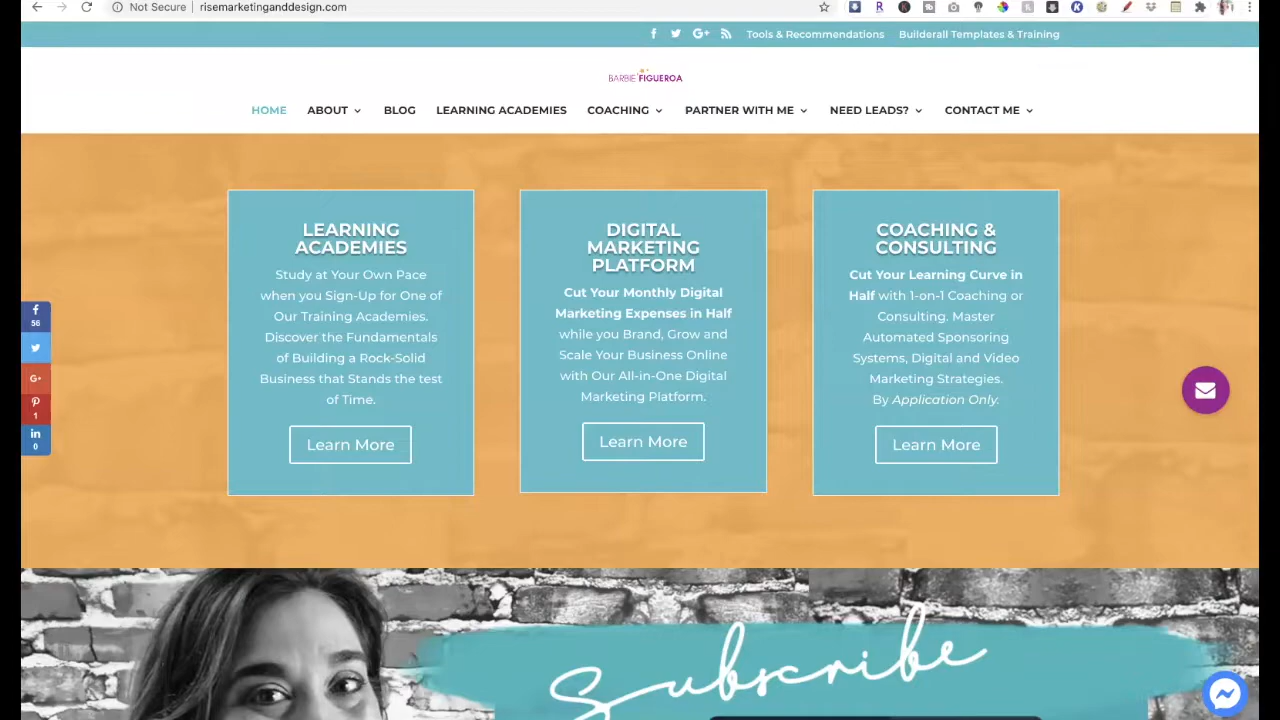 Not Secure | risemarketinganddesign.com
Tools & Recommendations
Builderall Templates & Training
BARBIE FIGUEROA
HOME
ABOUT
BLOG
LEARNING ACADEMIES
COACHING
PARTNER WITH ME
NEED LEADS?
CONTACT ME
LEARNING
ACADEMIES
Study at Your Own Pace
when you Sign-Up for One of
Our Training Academies.
Discover the Fundamentals
of Building a Rock-Solid
Business that Stands the test
of Time.
Learn More
DIGITAL
MARKETING
PLATFORM
Cut Your Monthly Digital
Marketing Expenses in Half
while you Brand, Grow and
Scale Your Business Online
with Our All-in-One Digital
Marketing Platform.
Learn More
COACHING &
CONSULTING
Cut Your Learning Curve in
Half with 1-on-1 Coaching or
Consulting. Master
Automated Sponsoring
Systems, Digital and Video
Marketing Strategies.
By Application Only.
Learn More
56
1
0
Subscribe